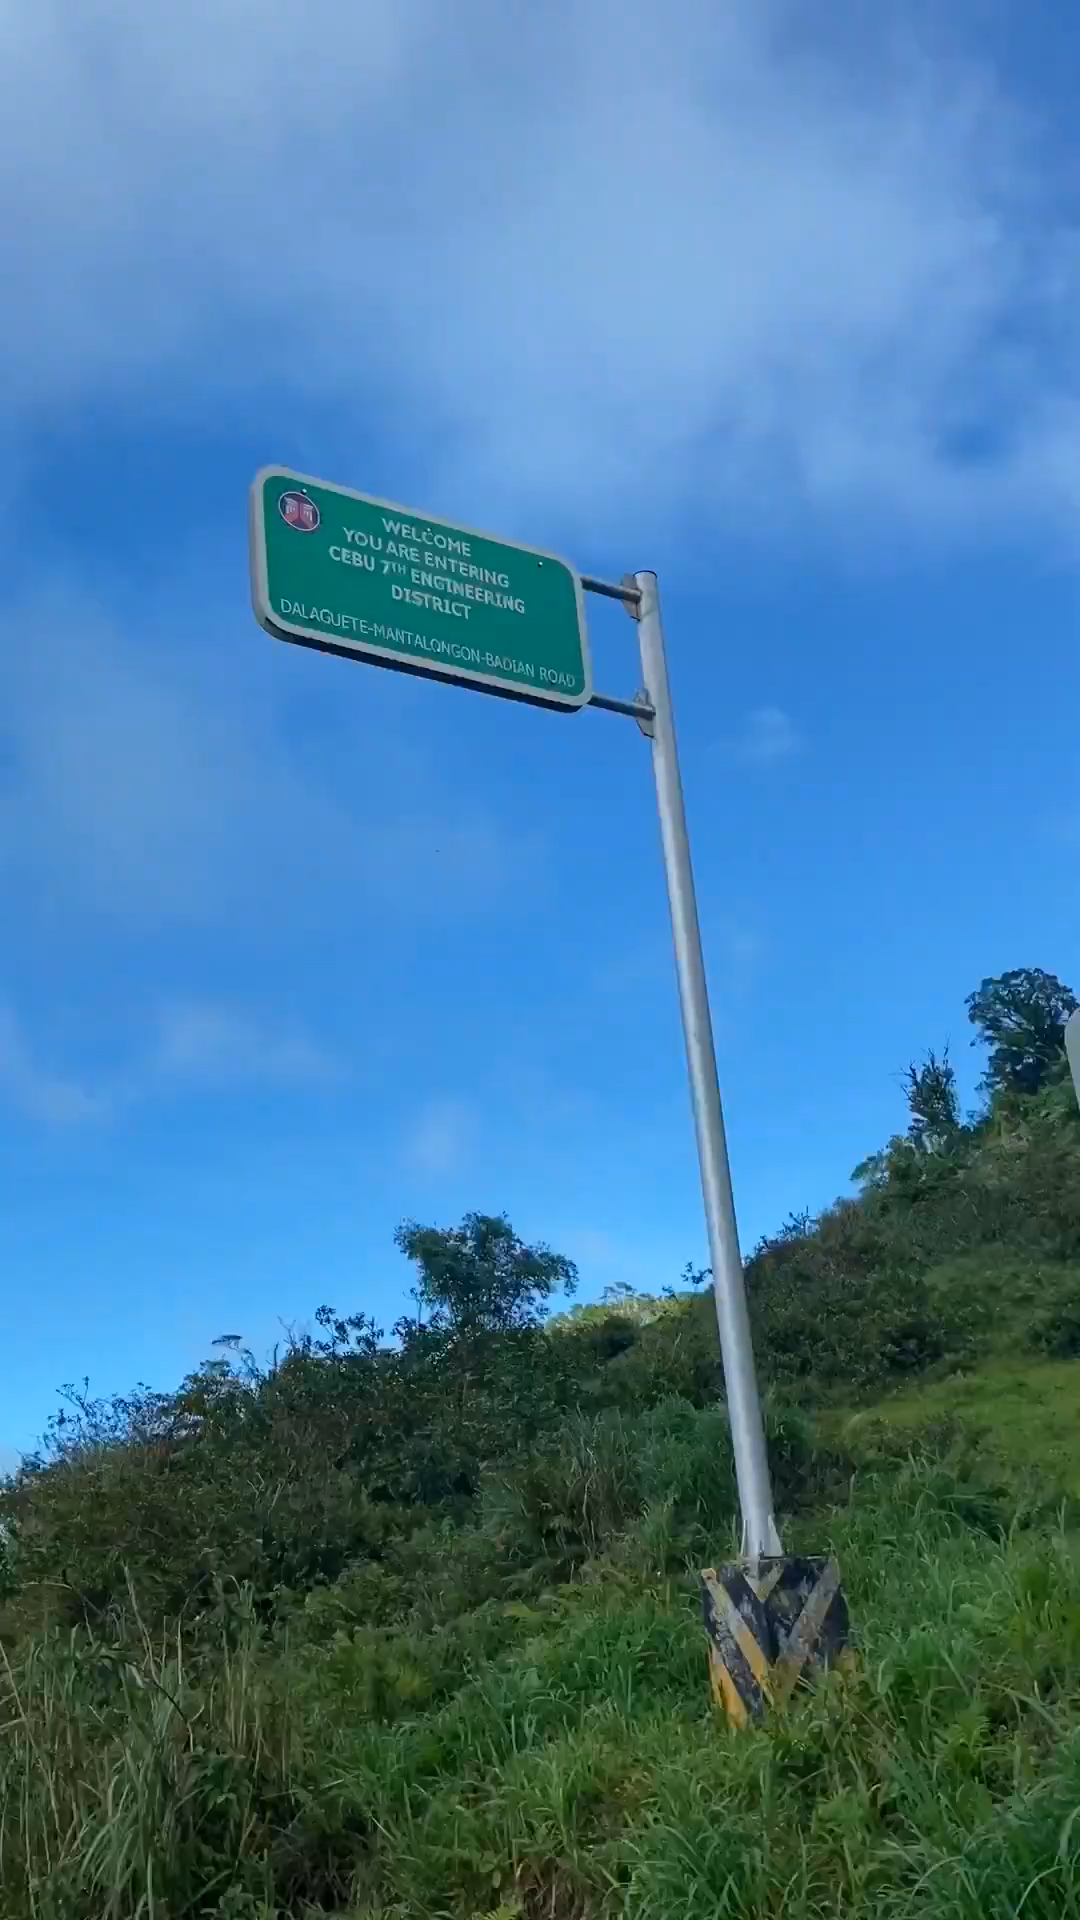 WELCOME
YOU ARE ENTERING
CEBU 7TH ENGINEERING
DISTRICT
DALAGUETE-MANTALONGON-BADIAN ROAD